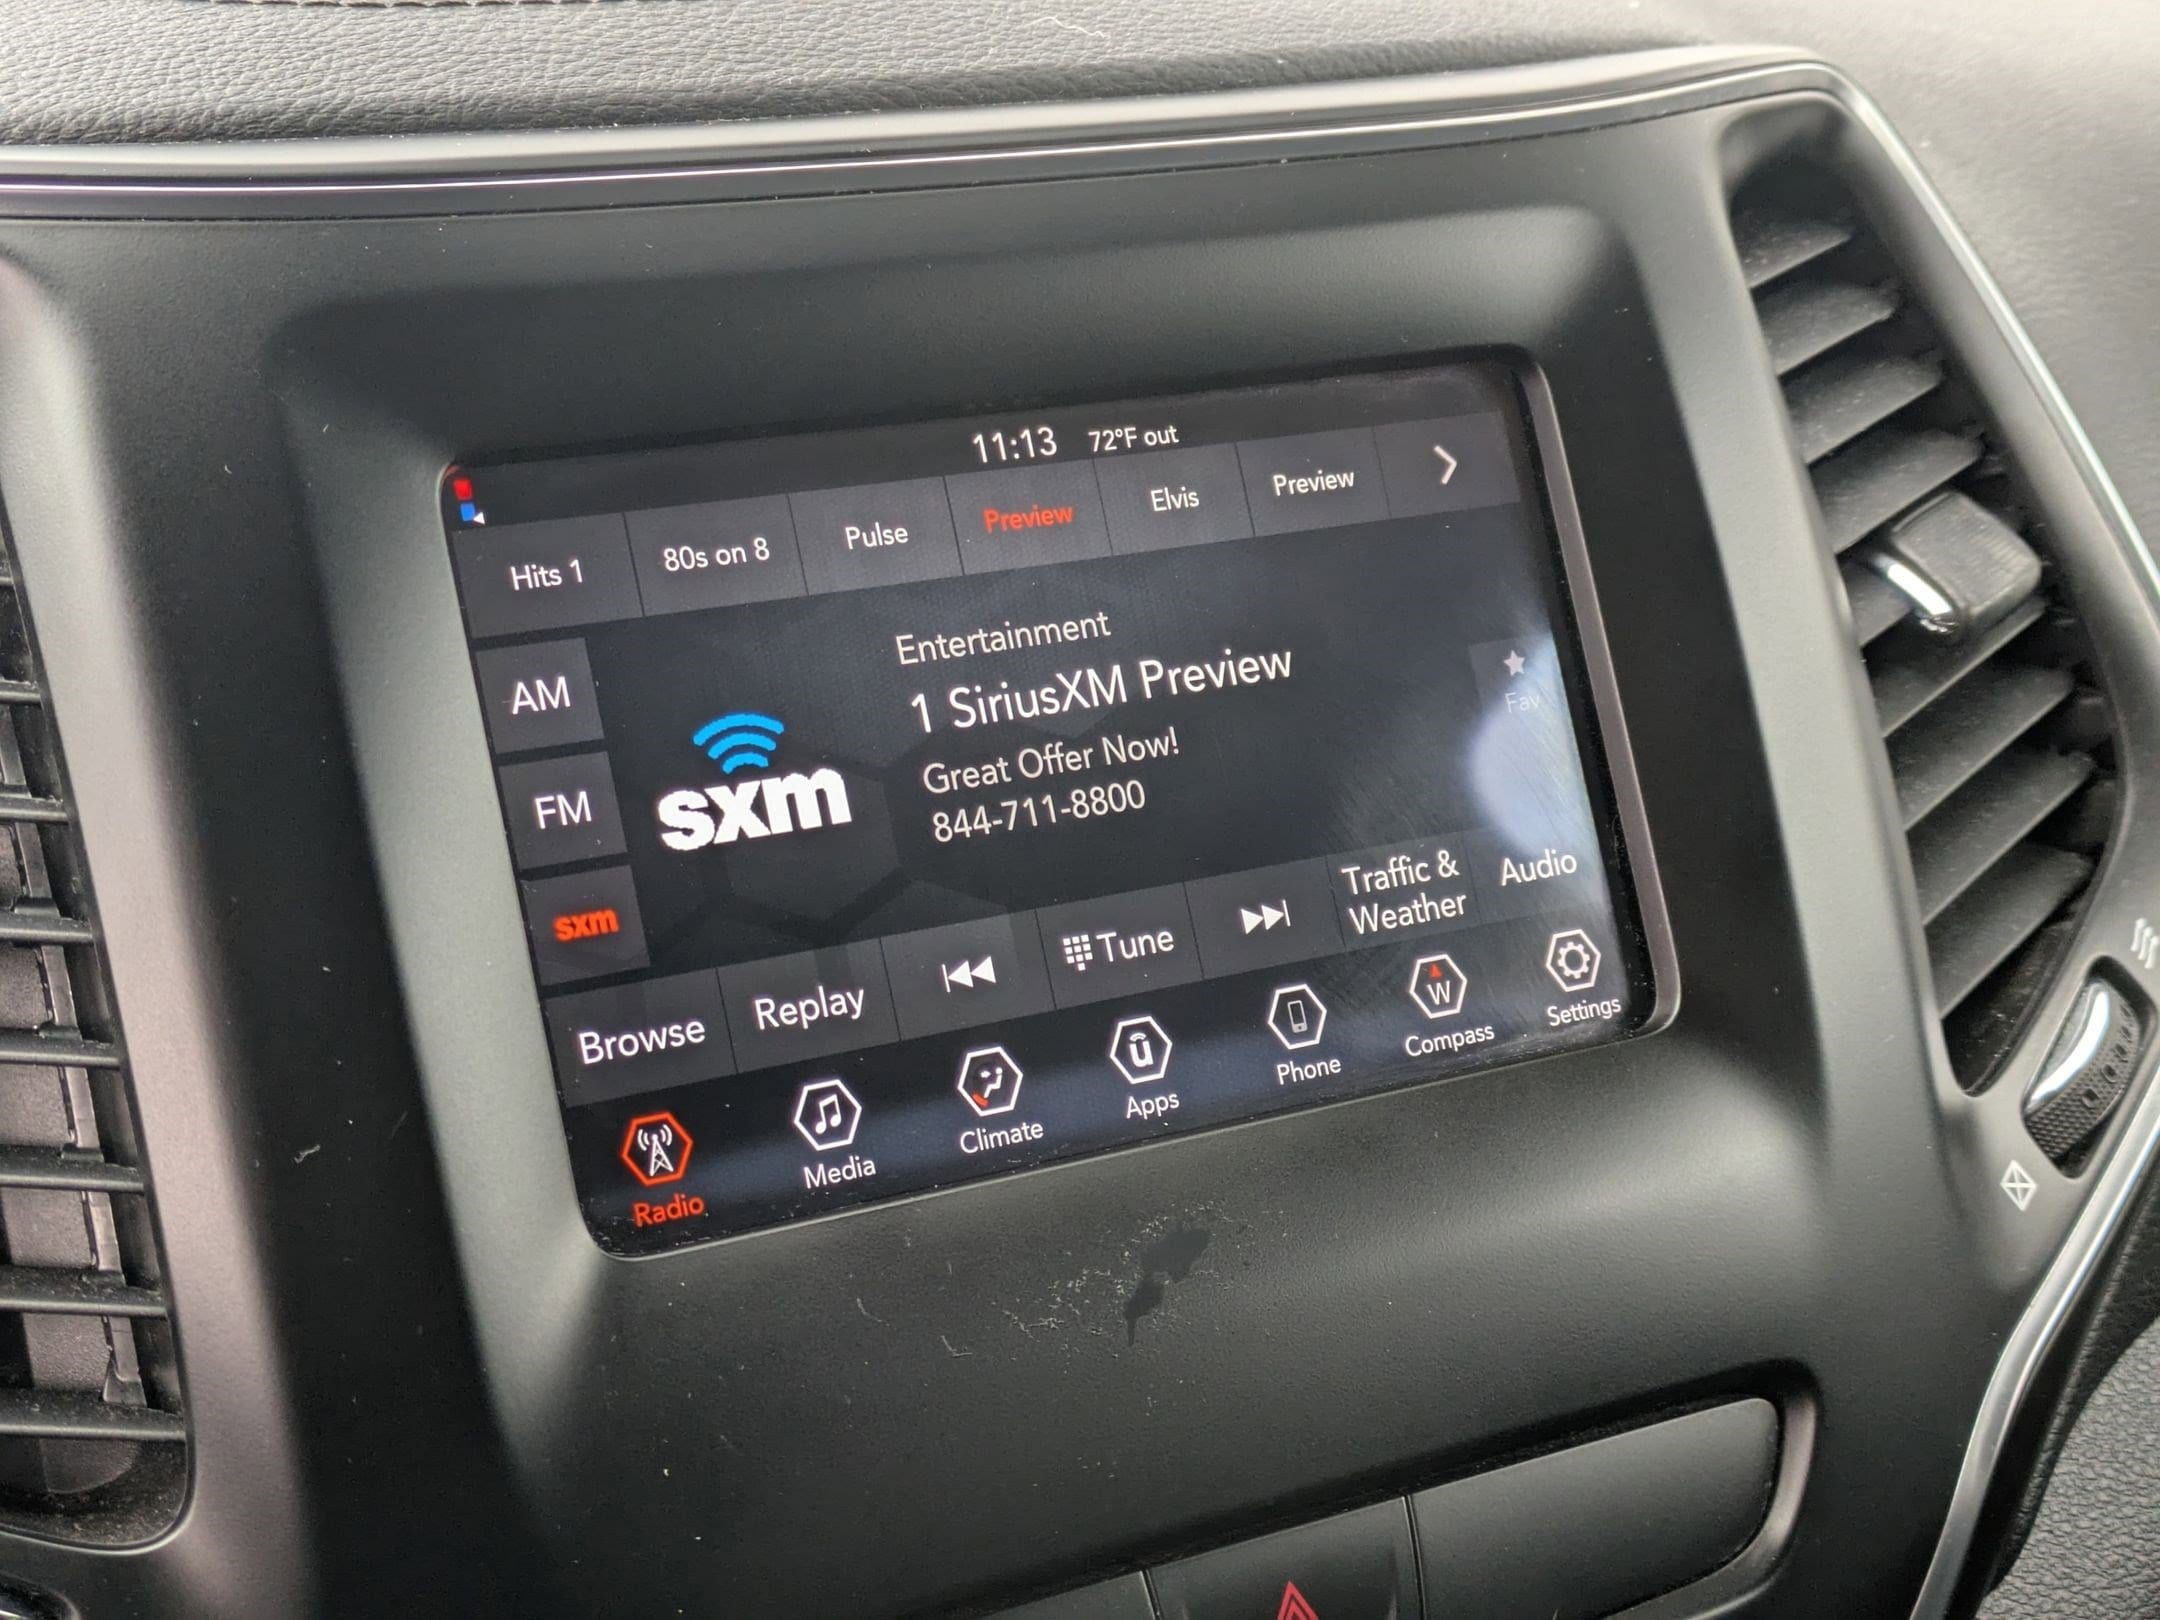 11:13 72°F out
Hits 1 80s on 8 Pulse Preview Elvis Preview
AM
FM
sxm
sxm
Entertainment
1 SiriusXM Preview
Great Offer Now!
844-711-8800
Fav
Browse Replay Tune Traffic &
Weather Audio
Radio Media Climate Apps Phone W Compass Settings